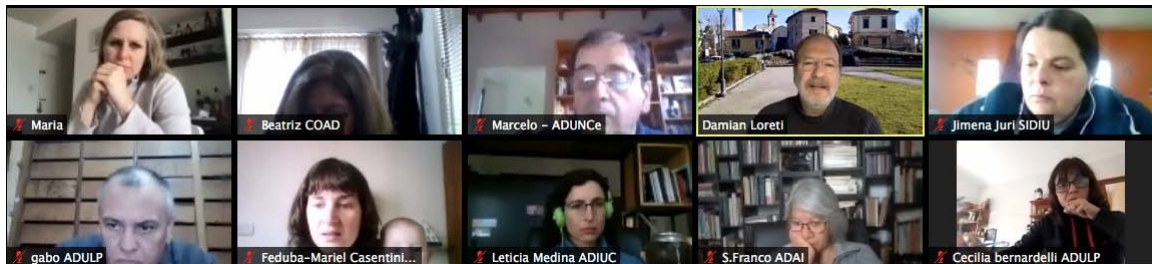 Maria
Beatriz COAD
Marcelo - ADUNCe
Damian Loreti
Jimena Juri SIDIU
gabo ADULP
Feduba-Mariel Casentini...
Leticia Medina ADIUC
S.Franco ADAI
Cecilia bernardelli ADULP